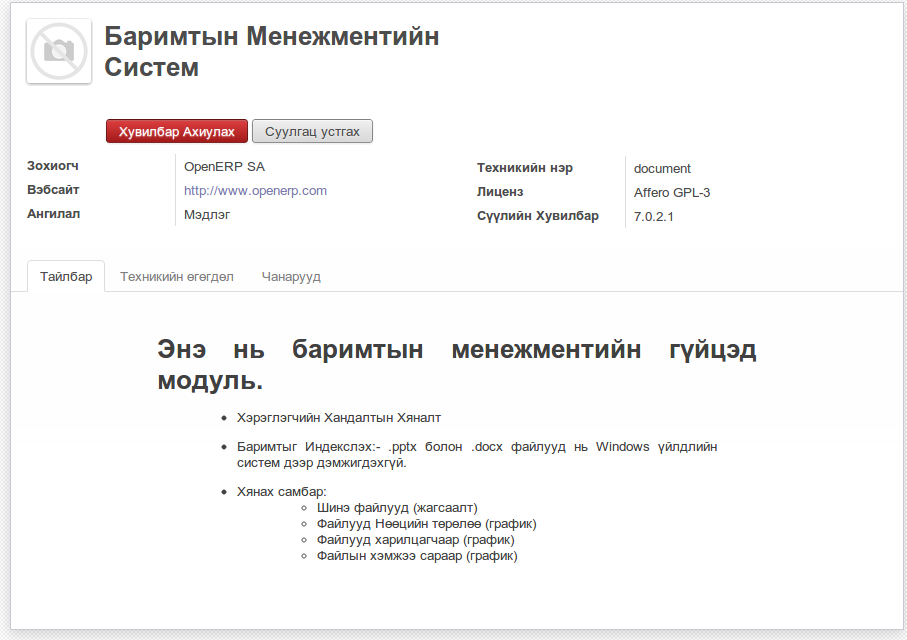 Баримтын Менежментийн
Систем
Хувилбар Ахиулах
Суулгац устгах
Зохиогч
OpenERP SA
Вэбсайт
http://www.openerp.com
Ангилал
Мэдлэг
Техникийн нэр
document
Лиценз
Affero GPL-3
Сүүлийн Хувилбар
7.0.2.1
Тайлбар
Техникийн өгөгдөл
Чанарууд
Энэ нь баримтын менежментийн гүйцэд
модуль.
Хэрэглэгчийн Хандалтын Хяналт
Баримтыг Индекслэх:- .pptx болон .docx файлууд нь Windows үйлдлийн
систем дээр дэмжигдэхгүй.
Хянах самбар:
Шинэ файлууд (жагсаалт)
Файлууд Нөөцийн төрөлөө (график)
Файлууд харилцагчаар (график)
Файлын хэмжээ сараар (график)